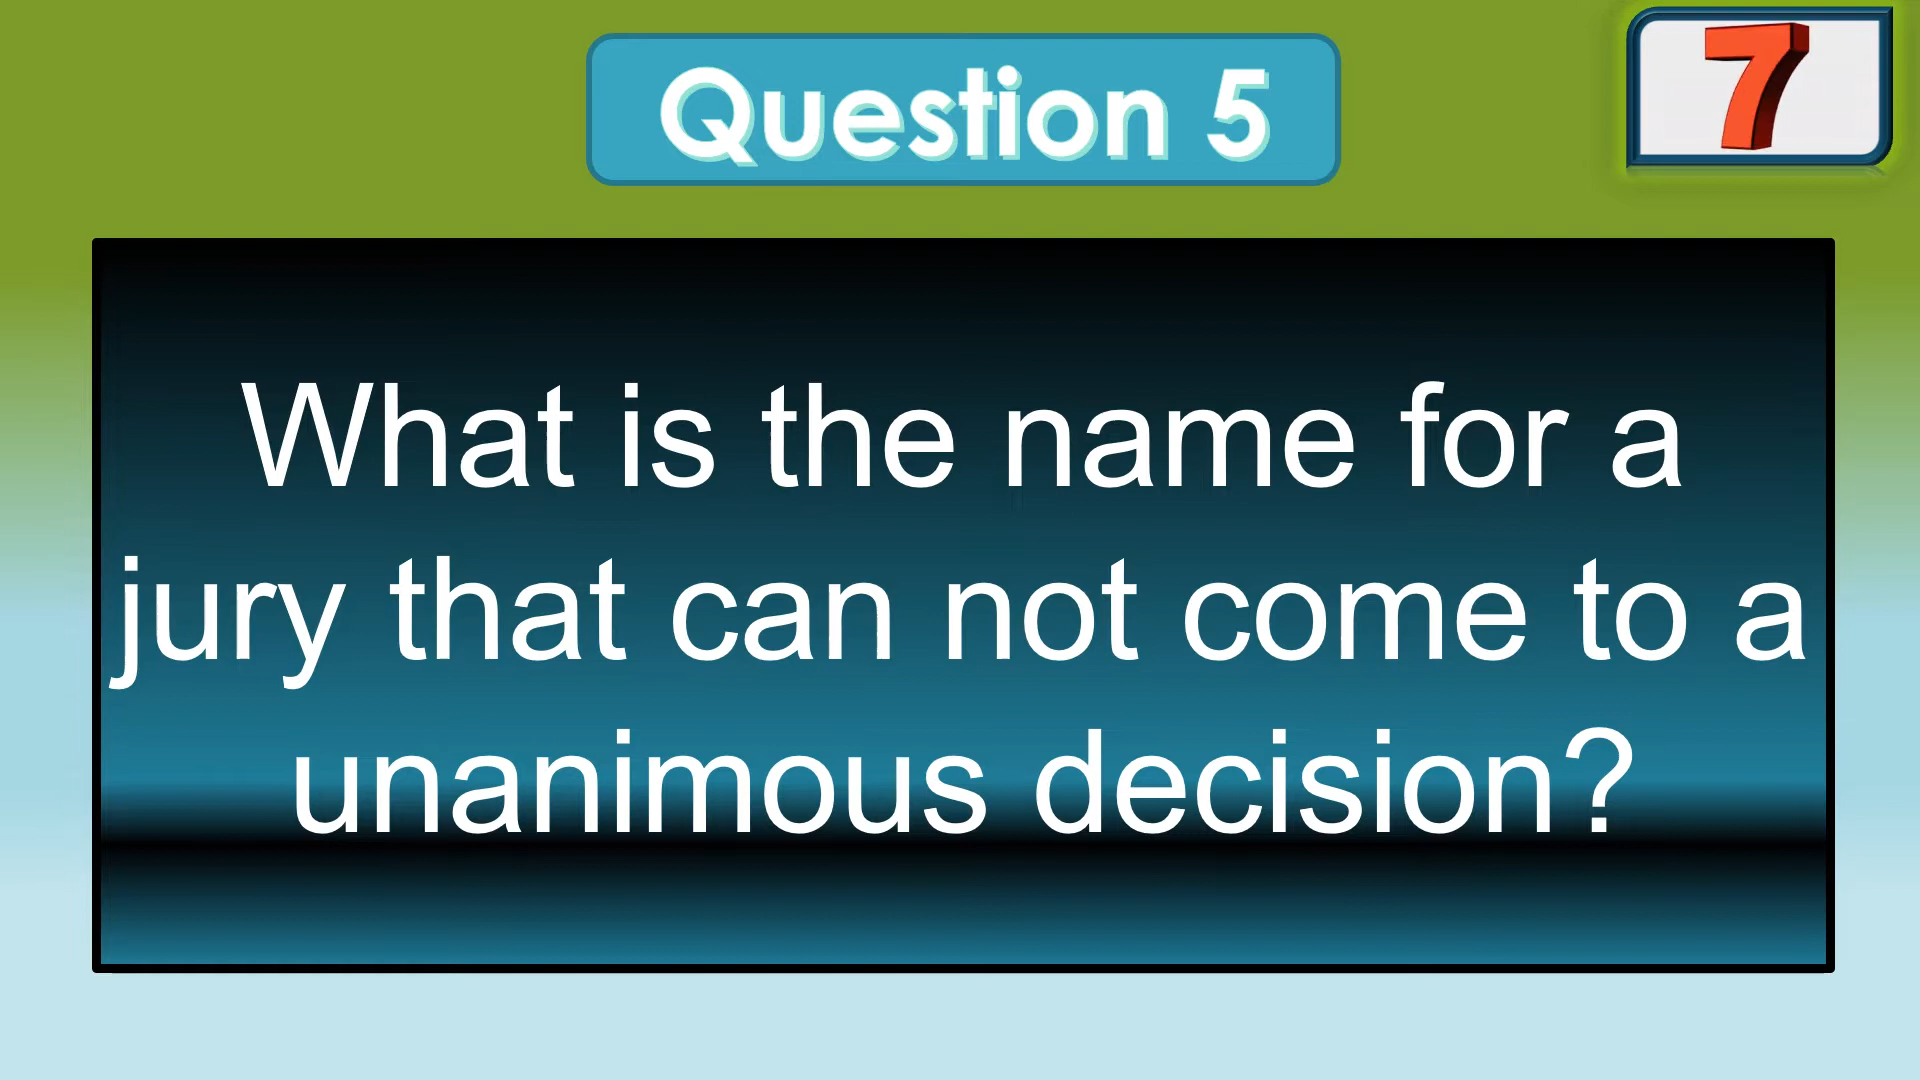 Question 5
7
What is the name for a
jury that can not come to a
unanimous decision?